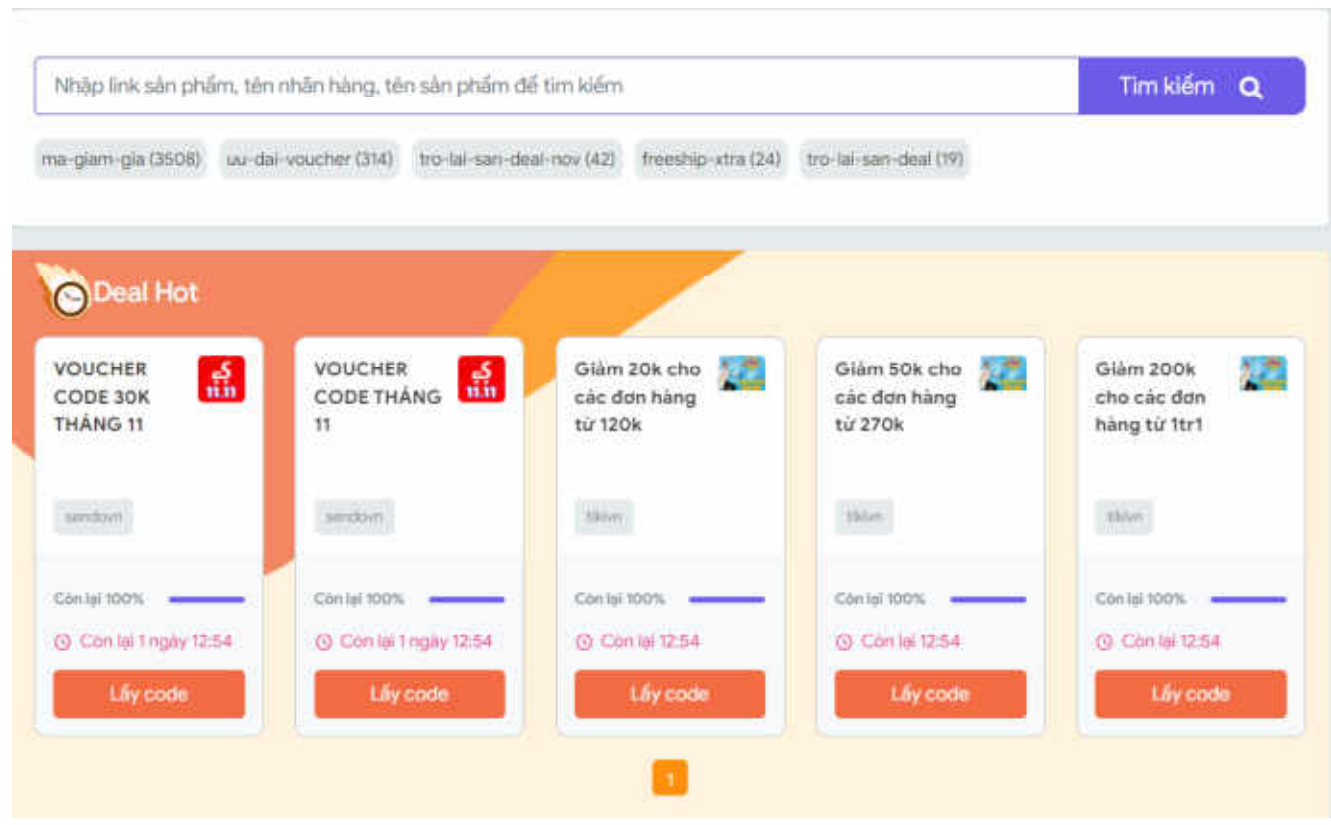 Nhập link sản phẩm, tên nhãn hàng, tên sản phẩm để tìm kiếm
Tìm kiếm
ma-giam-gia (3508) uu-dai-voucher (314) tro-lai-san-deal-nov (42) freeship-xtra (24) tro-lai-san-deal (19)
Deal Hot
VOUCHER
CODE 30K
THÁNG 11
11.11
sendovn
Còn lại 100%
Còn lại 1 ngày 12:54
Lấy code
VOUCHER
CODE THÁNG
11
11.11
sendovn
Còn lại 100%
Còn lại 1 ngày 12:54
Lấy code
Giảm 20k cho
các đơn hàng
từ 120k
tikivn
Còn lại 100%
Còn lại 12:54
Lấy code
Giảm 50k cho
các đơn hàng
từ 270k
tikivn
Còn lại 100%
Còn lại 12:54
Lấy code
Giảm 200k
cho các đơn
hàng từ 1tr1
tikivn
Còn lại 100%
Còn lại 12:54
Lấy code
1